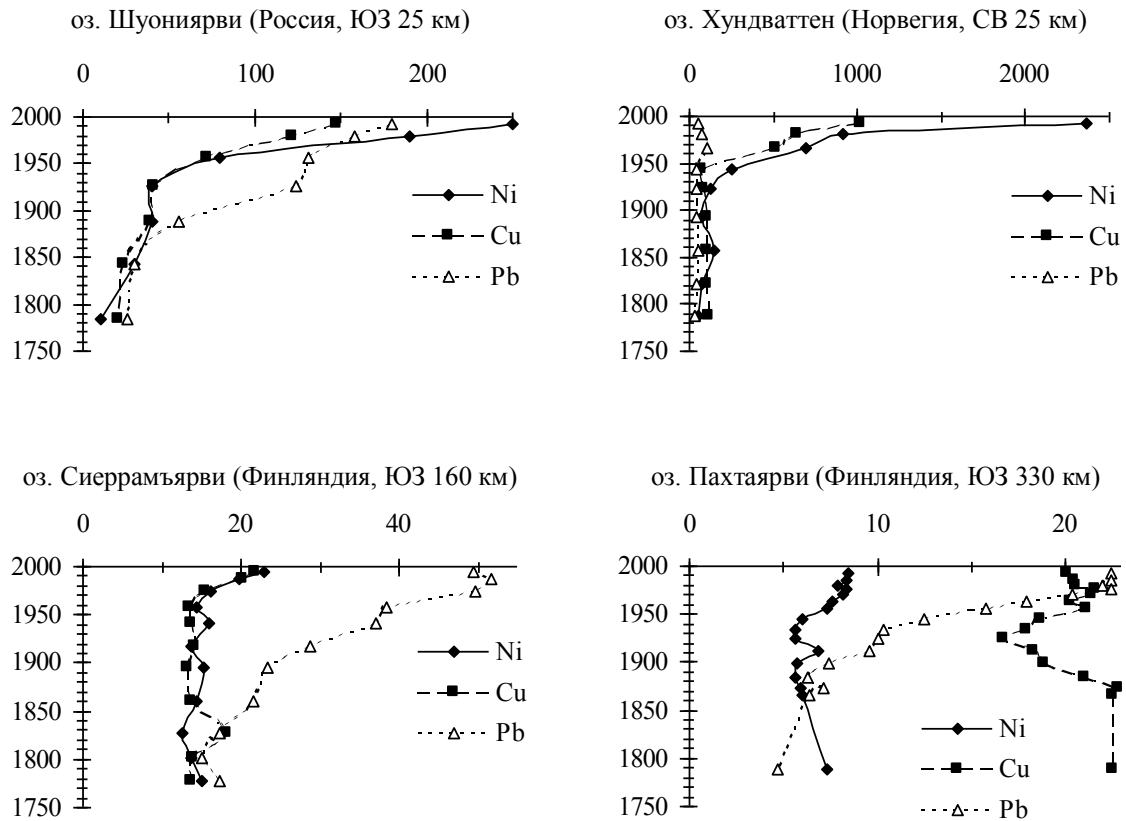 оз. Шуониярви (Россия, ЮЗ 25 км)
0 100 200
2000
1950
1900
1850
1800
1750
Ni
Cu
Pb
оз. Хундваттен (Норвегия, СВ 25 км)
0 1000 2000
2000
1950
1900
1850
1800
1750
Ni
Cu
Pb
оз. Сиеррамъярви (Финляндия, ЮЗ 160 км)
0 20 40
2000
1950
1900
1850
1800
1750
Ni
Cu
Pb
оз. Пахтаярви (Финляндия, ЮЗ 330 км)
0 10 20
2000
1950
1900
1850
1800
1750
Ni
Cu
Pb